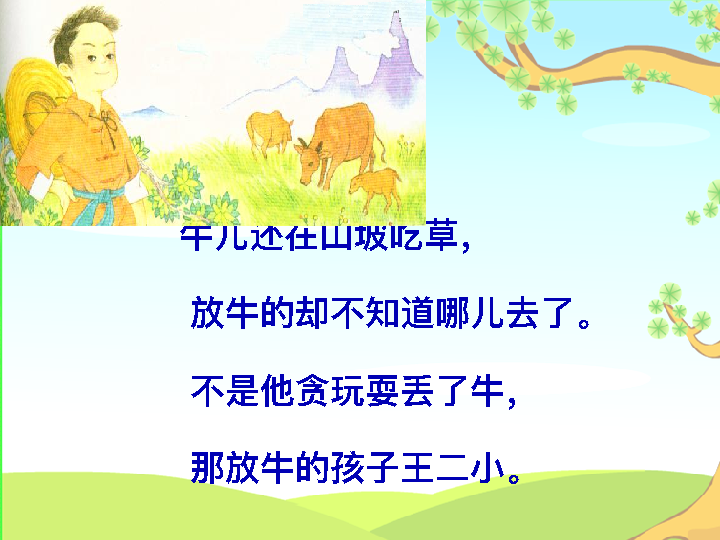 牛儿还在山坡吃草，
放牛的却不知道哪儿去了。
不是他贪玩耍丢了牛，
那放牛的孩子王二小。